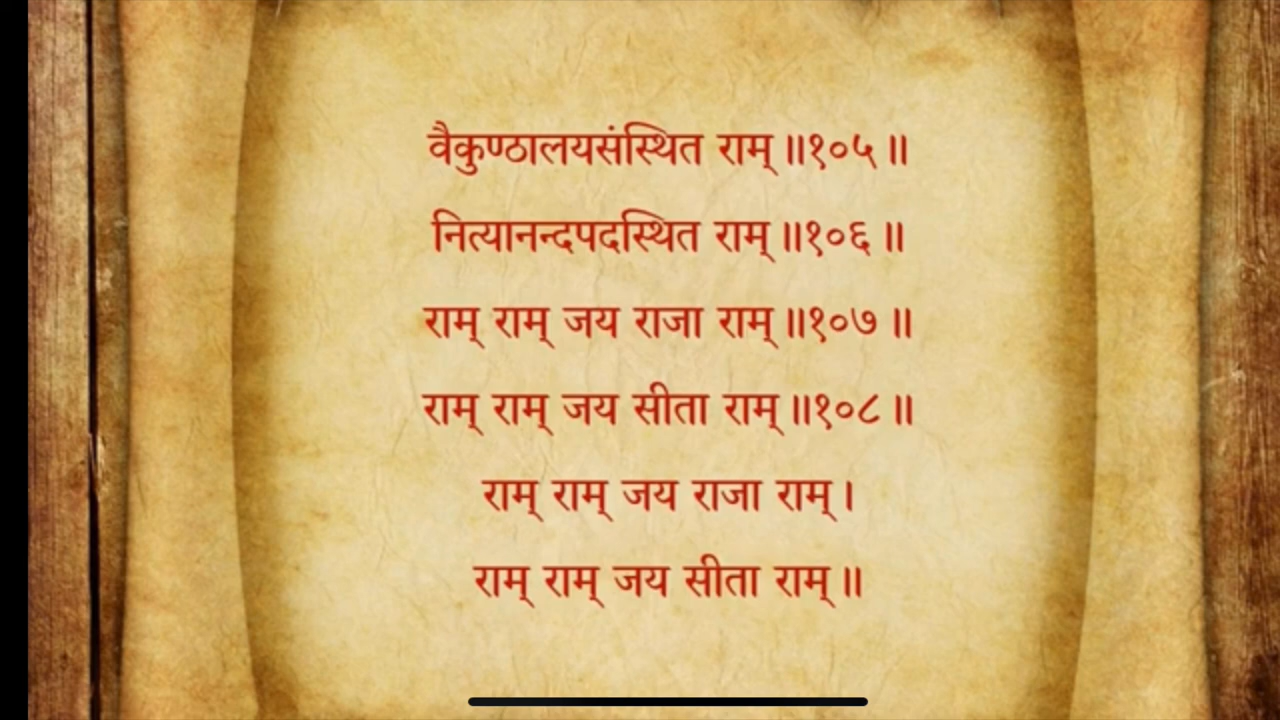 वैकुण्ठालयसंस्थित राम् ॥१०५ ॥
नित्यानन्दपदस्थित राम् ॥१०६ ॥
राम् राम् जय राजा राम् ॥१०७ ॥
राम् राम् जय सीता राम् ॥१०८ ॥
राम् राम् जय राजा राम् ।
राम् राम् जय सीता राम् ॥